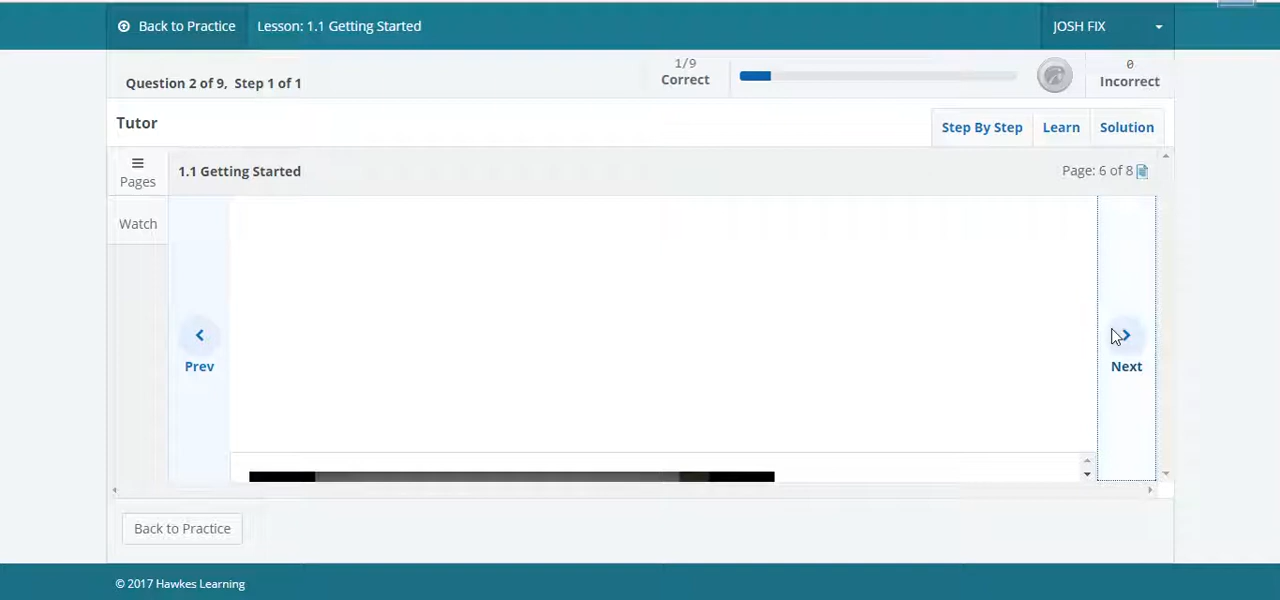 Back to Practice
Lesson: 1.1 Getting Started
JOSH FIX
Question 2 of 9, Step 1 of 1
1/9
Correct
0
Incorrect
Tutor
Step By Step
Learn
Solution
Pages
1.1 Getting Started
Page: 6 of 8
Watch
Prev
Next
Back to Practice
© 2017 Hawkes Learning